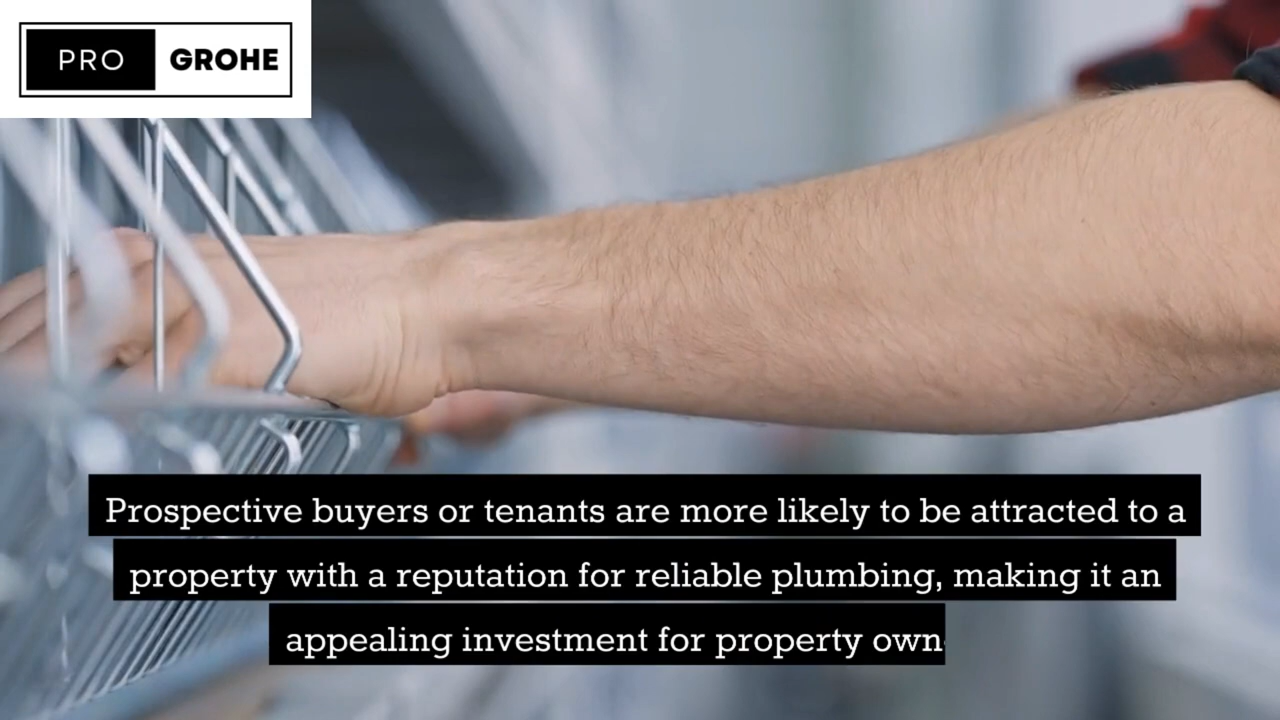 PRO GROHE
Prospective buyers or tenants are more likely to be attracted to a
property with a reputation for reliable plumbing, making it an
appealing investment for property own